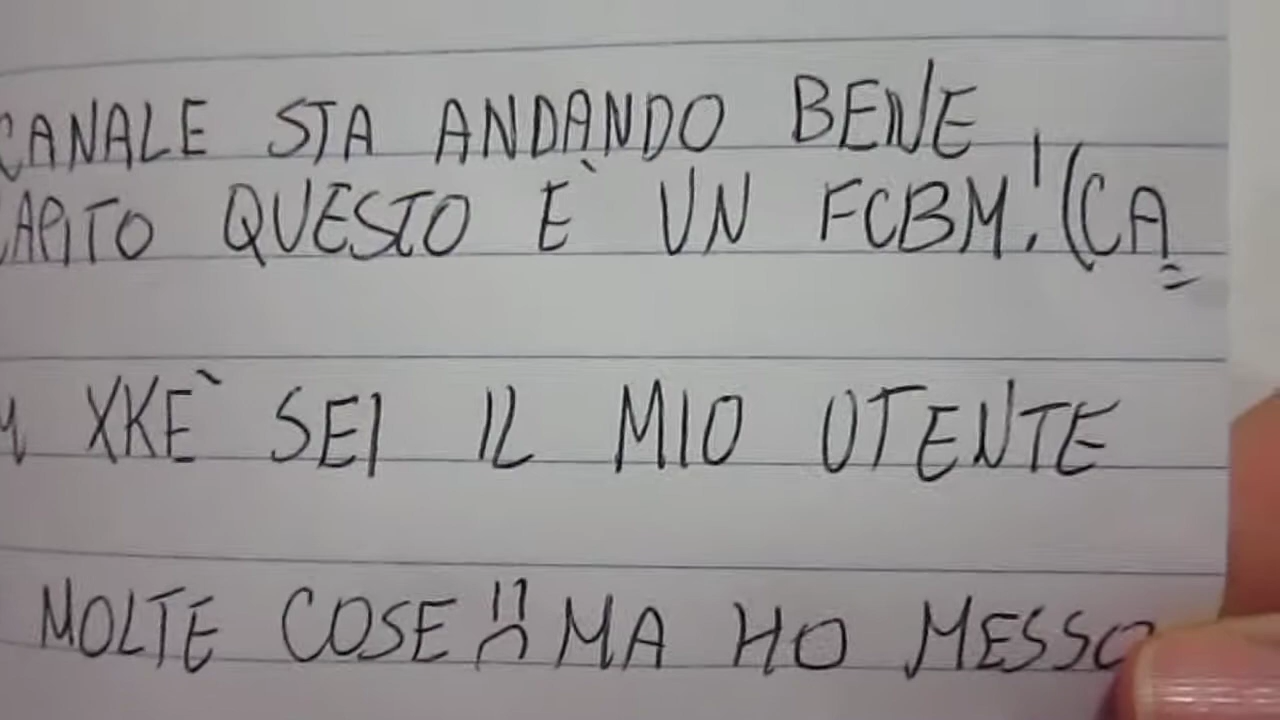 CANALE STA ANDANDO BENE
CAPITO QUESTO È UN FCBM! (CA
XKÈ SEI IL MIO UTENTE
MOLTE COSE MA HO MESSO